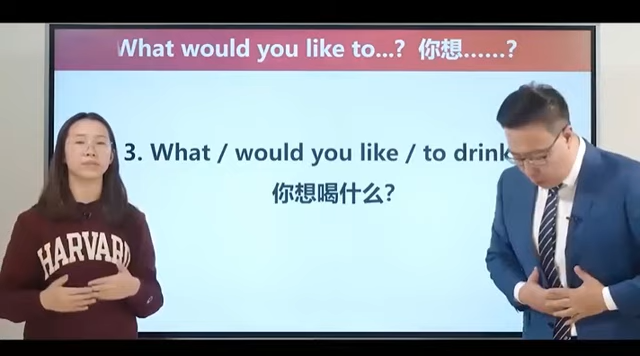 What would you like to...? 你想……?
3. What / would you like / to drink
你想喝什么?
HARVARD